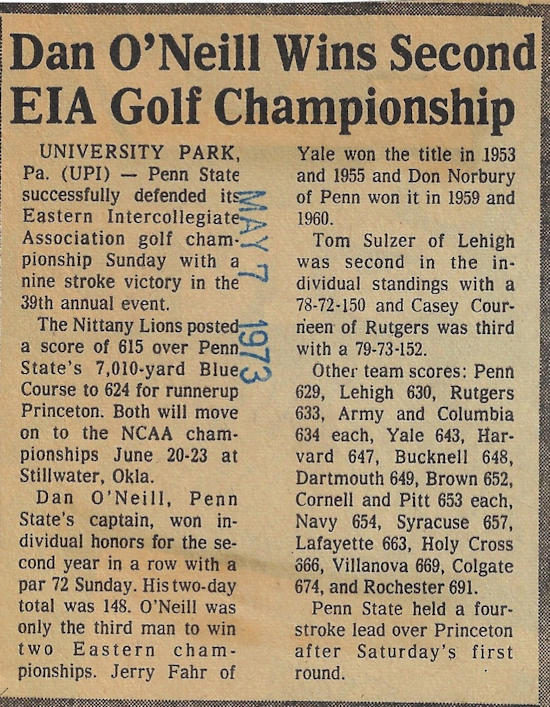 Dan O'Neill Wins Second
EIA Golf Championship
UNIVERSITY PARK,
Pa. (UPI) — Penn State
successfully defended its
Eastern Intercollegiate
Association golf cham-
pionship Sunday with a
nine stroke victory in the
39th annual event.
The Nittany Lions posted
a score of 615 over Penn
State's 7,010-yard Blue
Course to 624 for runnerup
Princeton. Both will move
on to the NCAA cham-
pionships June 20-23 at
Stillwater, Okla.
Dan O'Neill, Penn
State's captain, won in-
dividual honors for the se-
cond year in a row with a
par 72 Sunday. His two-day
total was 148. O'Neill was
only the third man to win
two Eastern cham-
pionships. Jerry Fahr of
MAY 7 1973
Yale won the title in 1953
and 1955 and Don Norbury
of Penn won it in 1959 and
1960.
Tom Sulzer of Lehigh
was second in the in-
dividual standings with a
78-72-150 and Casey Cour-
rieen of Rutgers was third
with a 79-73-152.
Other team scores: Penn
629, Lehigh 630, Rutgers
633, Army and Columbia
634 each, Yale 643, Har-
vard 647, Bucknell 648,
Dartmouth 649, Brown 652,
Cornell and Pitt 653 each,
Navy 654, Syracuse 657,
Lafayette 663, Holy Cross
666, Villanova 669, Colgate
674, and Rochester 691.
Penn State held a four-
stroke lead over Princeton
after Saturday's first
round.